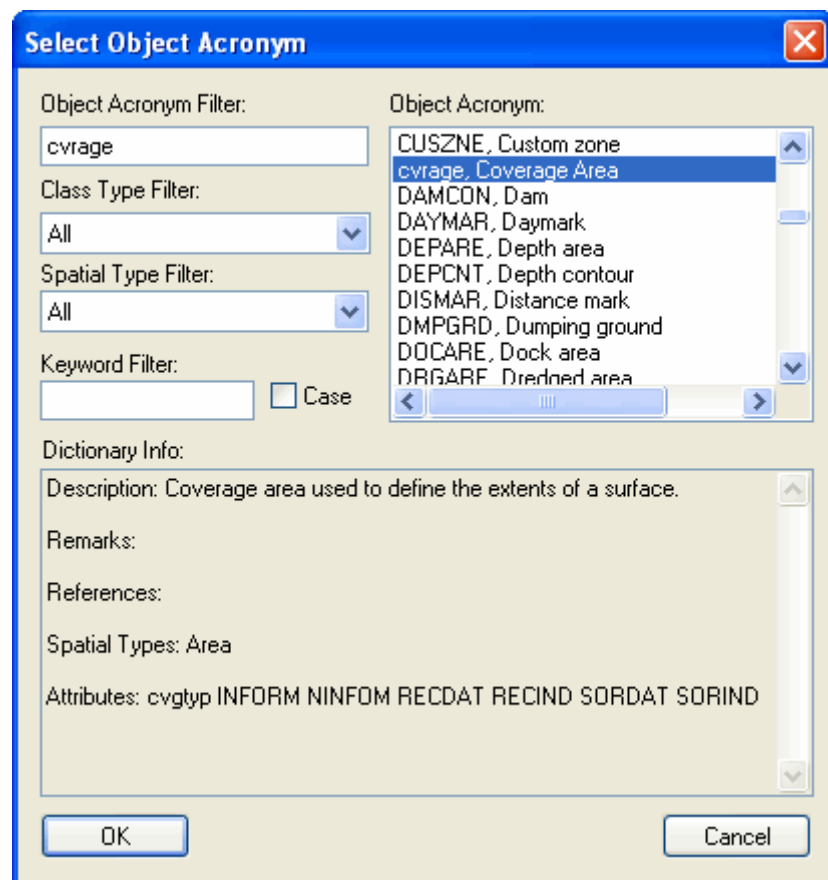 Select Object Acronym
Object Acronym Filter:
cvrage
Class Type Filter:
All
Spatial Type Filter:
All
Keyword Filter:
Case
Object Acronym:
CUSZNE, Custom zone
cvrage, Coverage Area
DAMCON, Dam
DAYMAR, Daymark
DEPARE, Depth area
DEPCNT, Depth contour
DISMAR, Distance mark
DMPGRD, Dumping ground
DOCARE, Dock area
DRGARE, Dredged area
Dictionary Info:
Description: Coverage area used to define the extents of a surface.
Remarks:
References:
Spatial Types: Area
Attributes: cvgtyp INFORM NINFOM RECDAT RECIND SORDAT SORIND
OK
Cancel